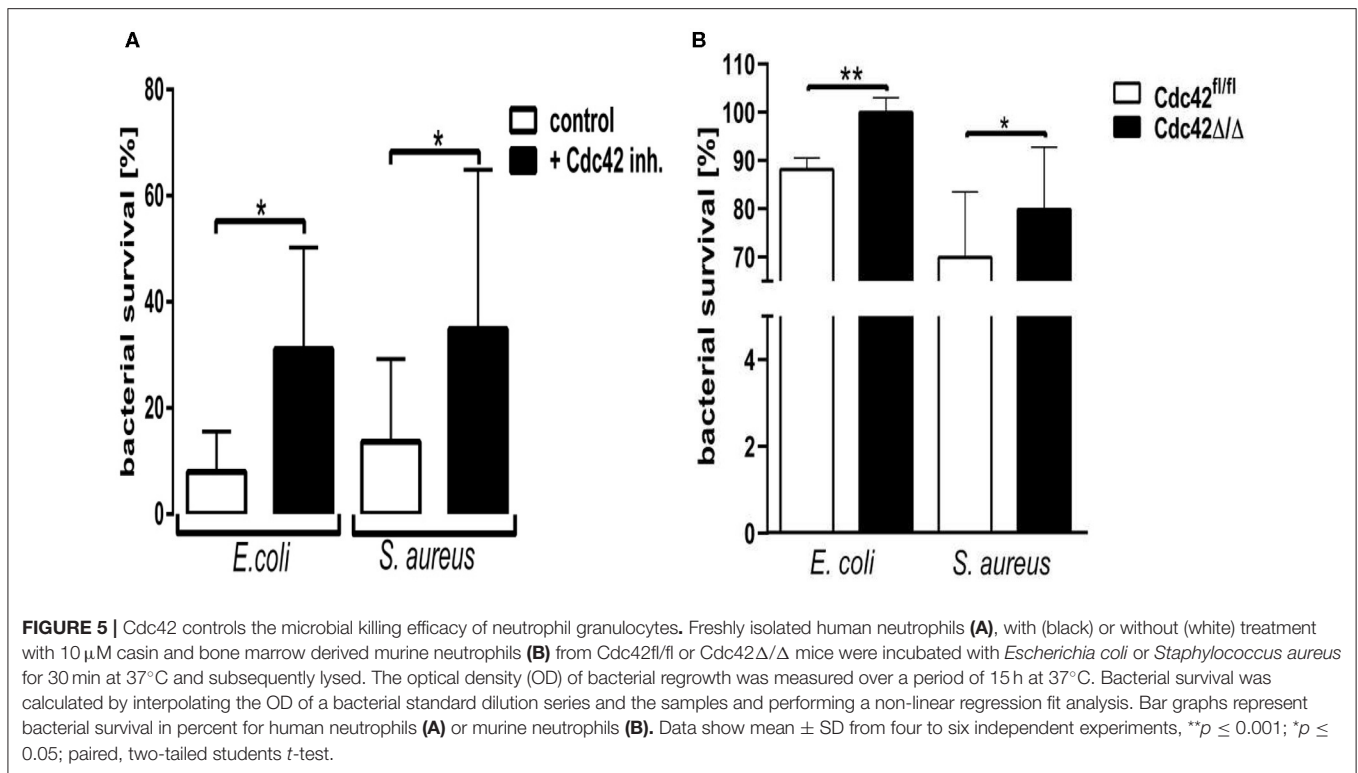 A
bacterial survival [%]
80
60
40
20
0
*
*
control
+ Cdc42 inh.
E.coli
S. aureus
B
bacterial survival [%]
110
100
90
80
70
4
2
0
**
*
Cdc42fl/fl
Cdc42Δ/Δ
E. coli
S. aureus
FIGURE 5 | Cdc42 controls the microbial killing efficacy of neutrophil granulocytes. Freshly isolated human neutrophils (A), with (black) or without (white) treatment
with 10 μM casin and bone marrow derived murine neutrophils (B) from Cdc42fl/fl or Cdc42Δ/Δ mice were incubated with Escherichia coli or Staphylococcus aureus
for 30 min at 37°C and subsequently lysed. The optical density (OD) of bacterial regrowth was measured over a period of 15 h at 37°C. Bacterial survival was
calculated by interpolating the OD of a bacterial standard dilution series and the samples and performing a non-linear regression fit analysis. Bar graphs represent
bacterial survival in percent for human neutrophils (A) or murine neutrophils (B). Data show mean ± SD from four to six independent experiments, **p ≤ 0.001; *p ≤
0.05; paired, two-tailed students t-test.